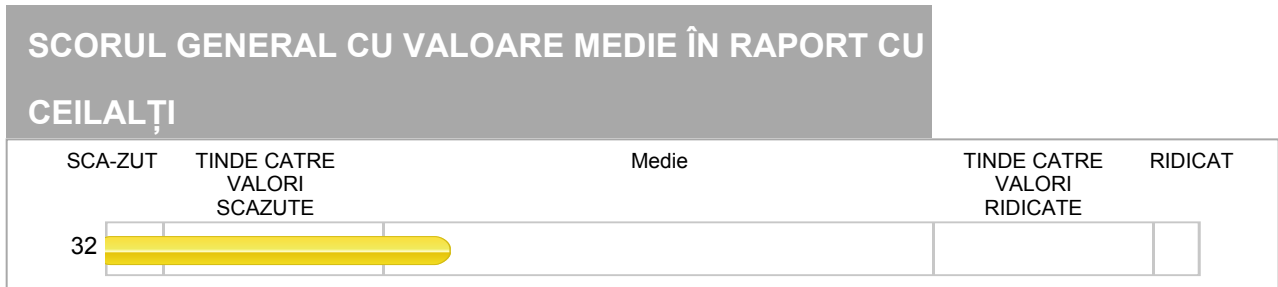 SCORUL GENERAL CU VALOARE MEDIE ÎN RAPORT CU
CEILALȚI
SCA-ZUT TINDE CATRE VALORI SCAZUTE Medie TINDE CATRE VALORI RIDICATE RIDICAT
32